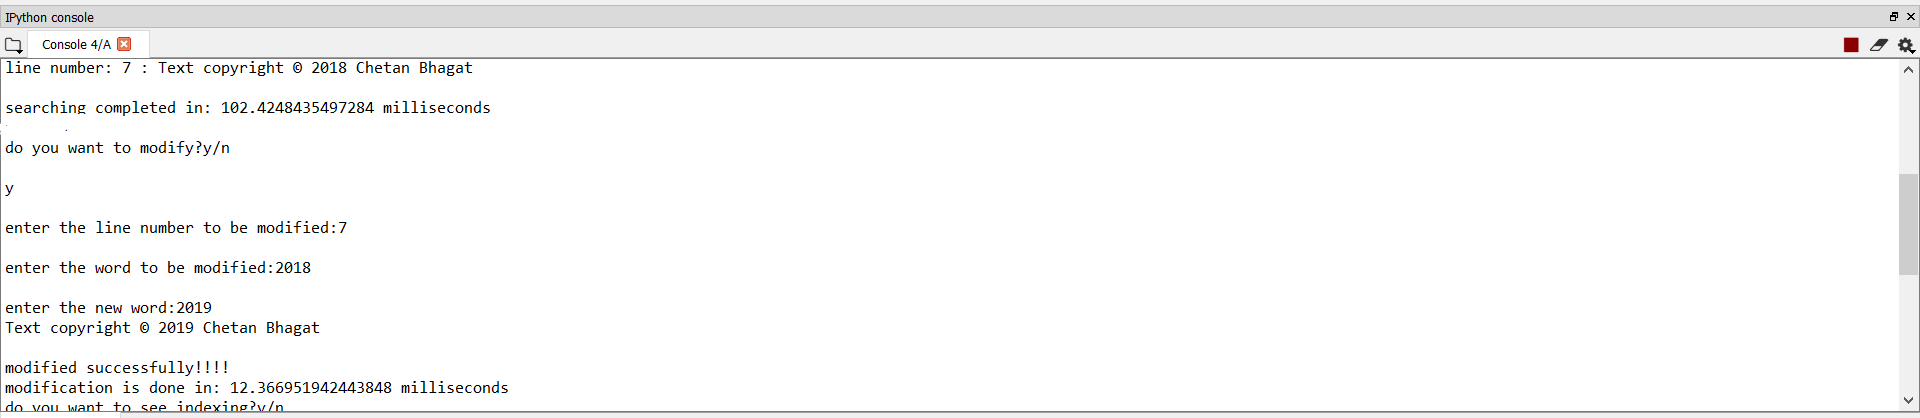 IPython console
Console 4/A
line number: 7 : Text copyright © 2018 Chetan Bhagat
searching completed in: 102.4248435497284 milliseconds
do you want to modify?y/n
y
enter the line number to be modified:7
enter the word to be modified:2018
enter the new word:2019
Text copyright © 2019 Chetan Bhagat
modified successfully!!!!
modification is done in: 12.366951942443848 milliseconds
do you want to see indexing?y/n